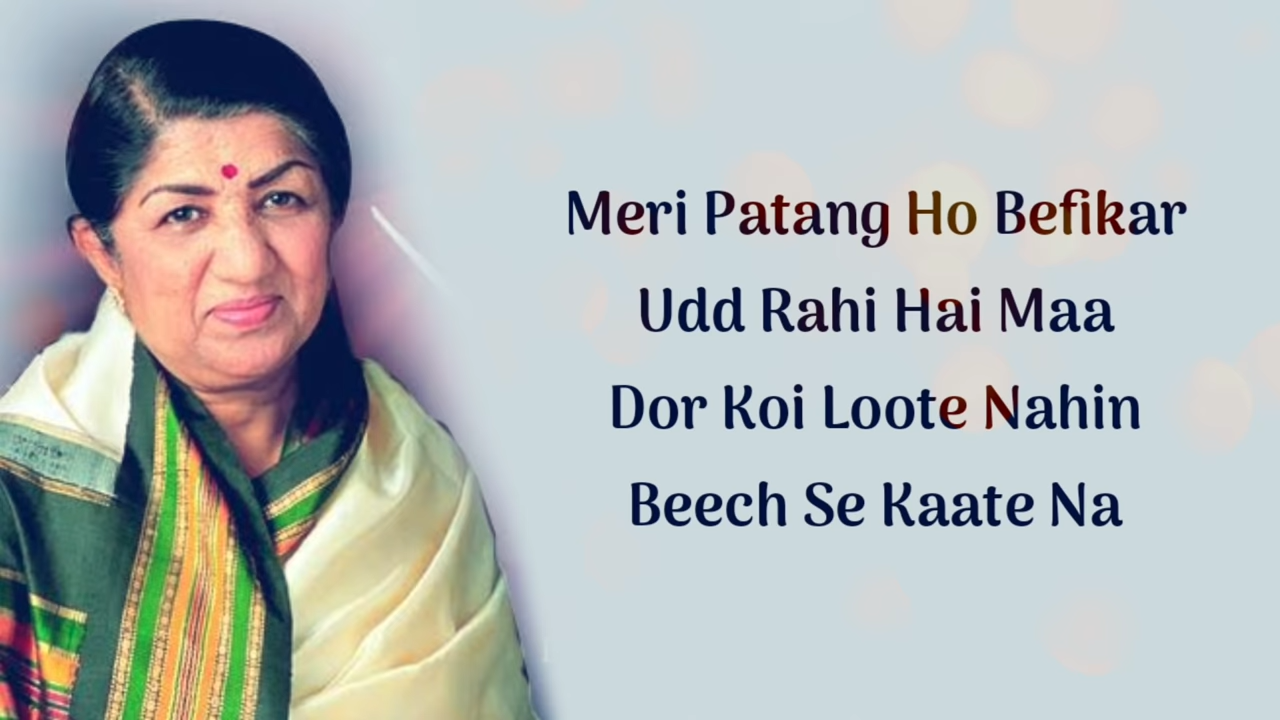 Meri Patang Ho Befikar
Udd Rahi Hai Maa
Dor Koi Loote Nahin
Beech Se Kaate Na